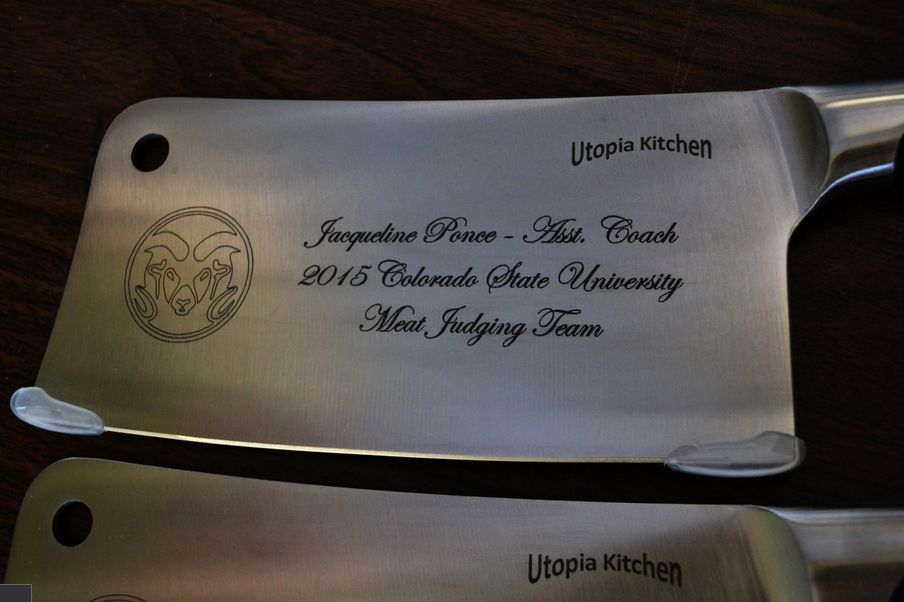 Utopia Kitchen
Jacqueline Ponce - Asst. Coach
2015 Colorado State University
Meat Judging Team
Utopia Kitchen